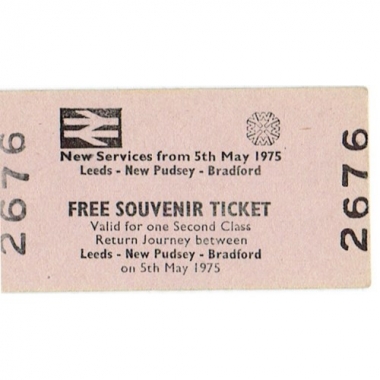 2676
New Services from 5th May 1975
Leeds - New Pudsey - Bradford
FREE SOUVENIR TICKET
Valid for one Second Class
Return Journey between
Leeds - New Pudsey - Bradford
on 5th May 1975
2676